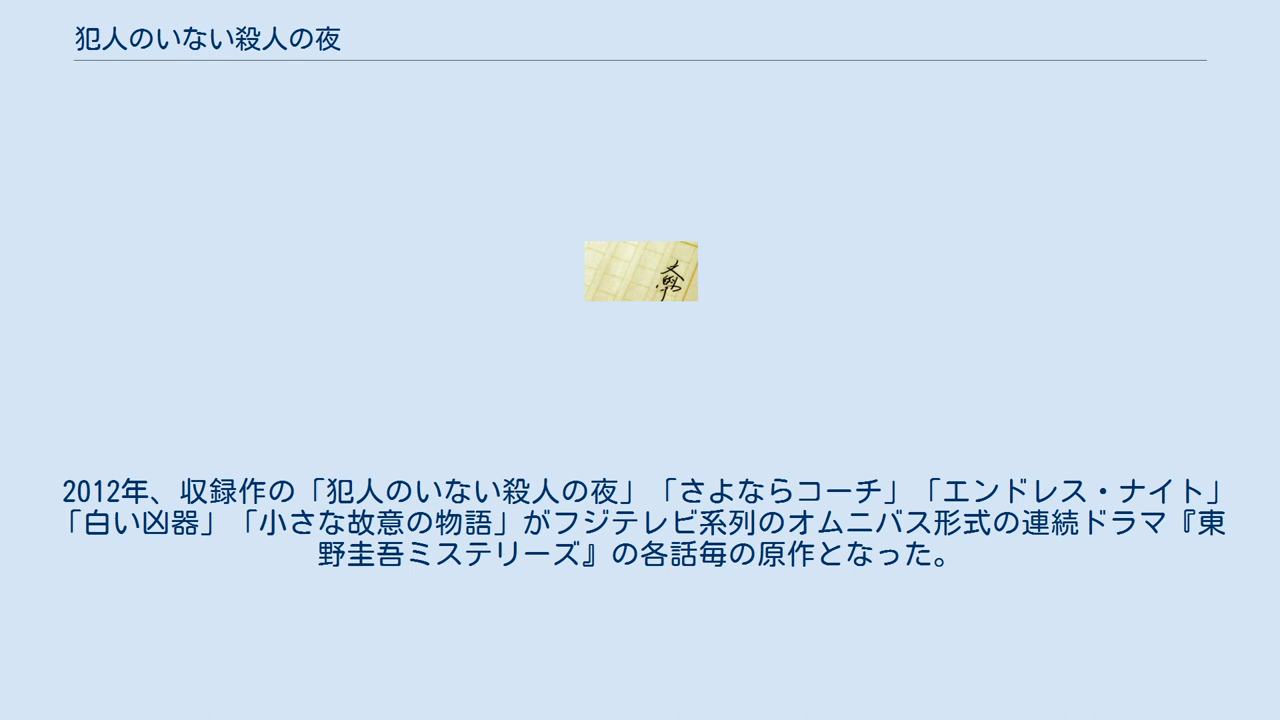 犯人のいない殺人の夜
2012年、収録作の「犯人のいない殺人の夜」「さよならコーチ」「エンドレス・ナイト」
「白い凶器」「小さな故意の物語」がフジテレビ系列のオムニバス形式の連続ドラマ『東
野圭吾ミステリーズ』の各話毎の原作となった。